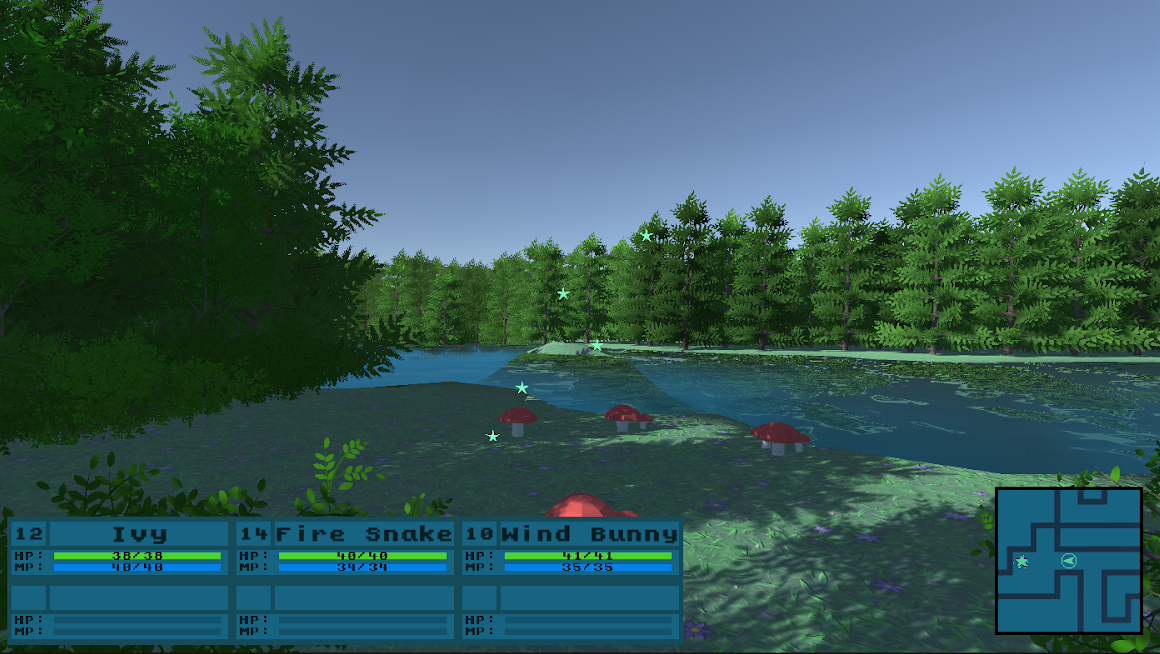 12 Ivy
HP: 38/38
MP: 40/40
14 Fire Snake
HP: 40/40
MP: 34/34
10 Wind Bunny
HP: 41/41
MP: 35/35
HP:
MP:
HP:
MP:
HP:
MP: